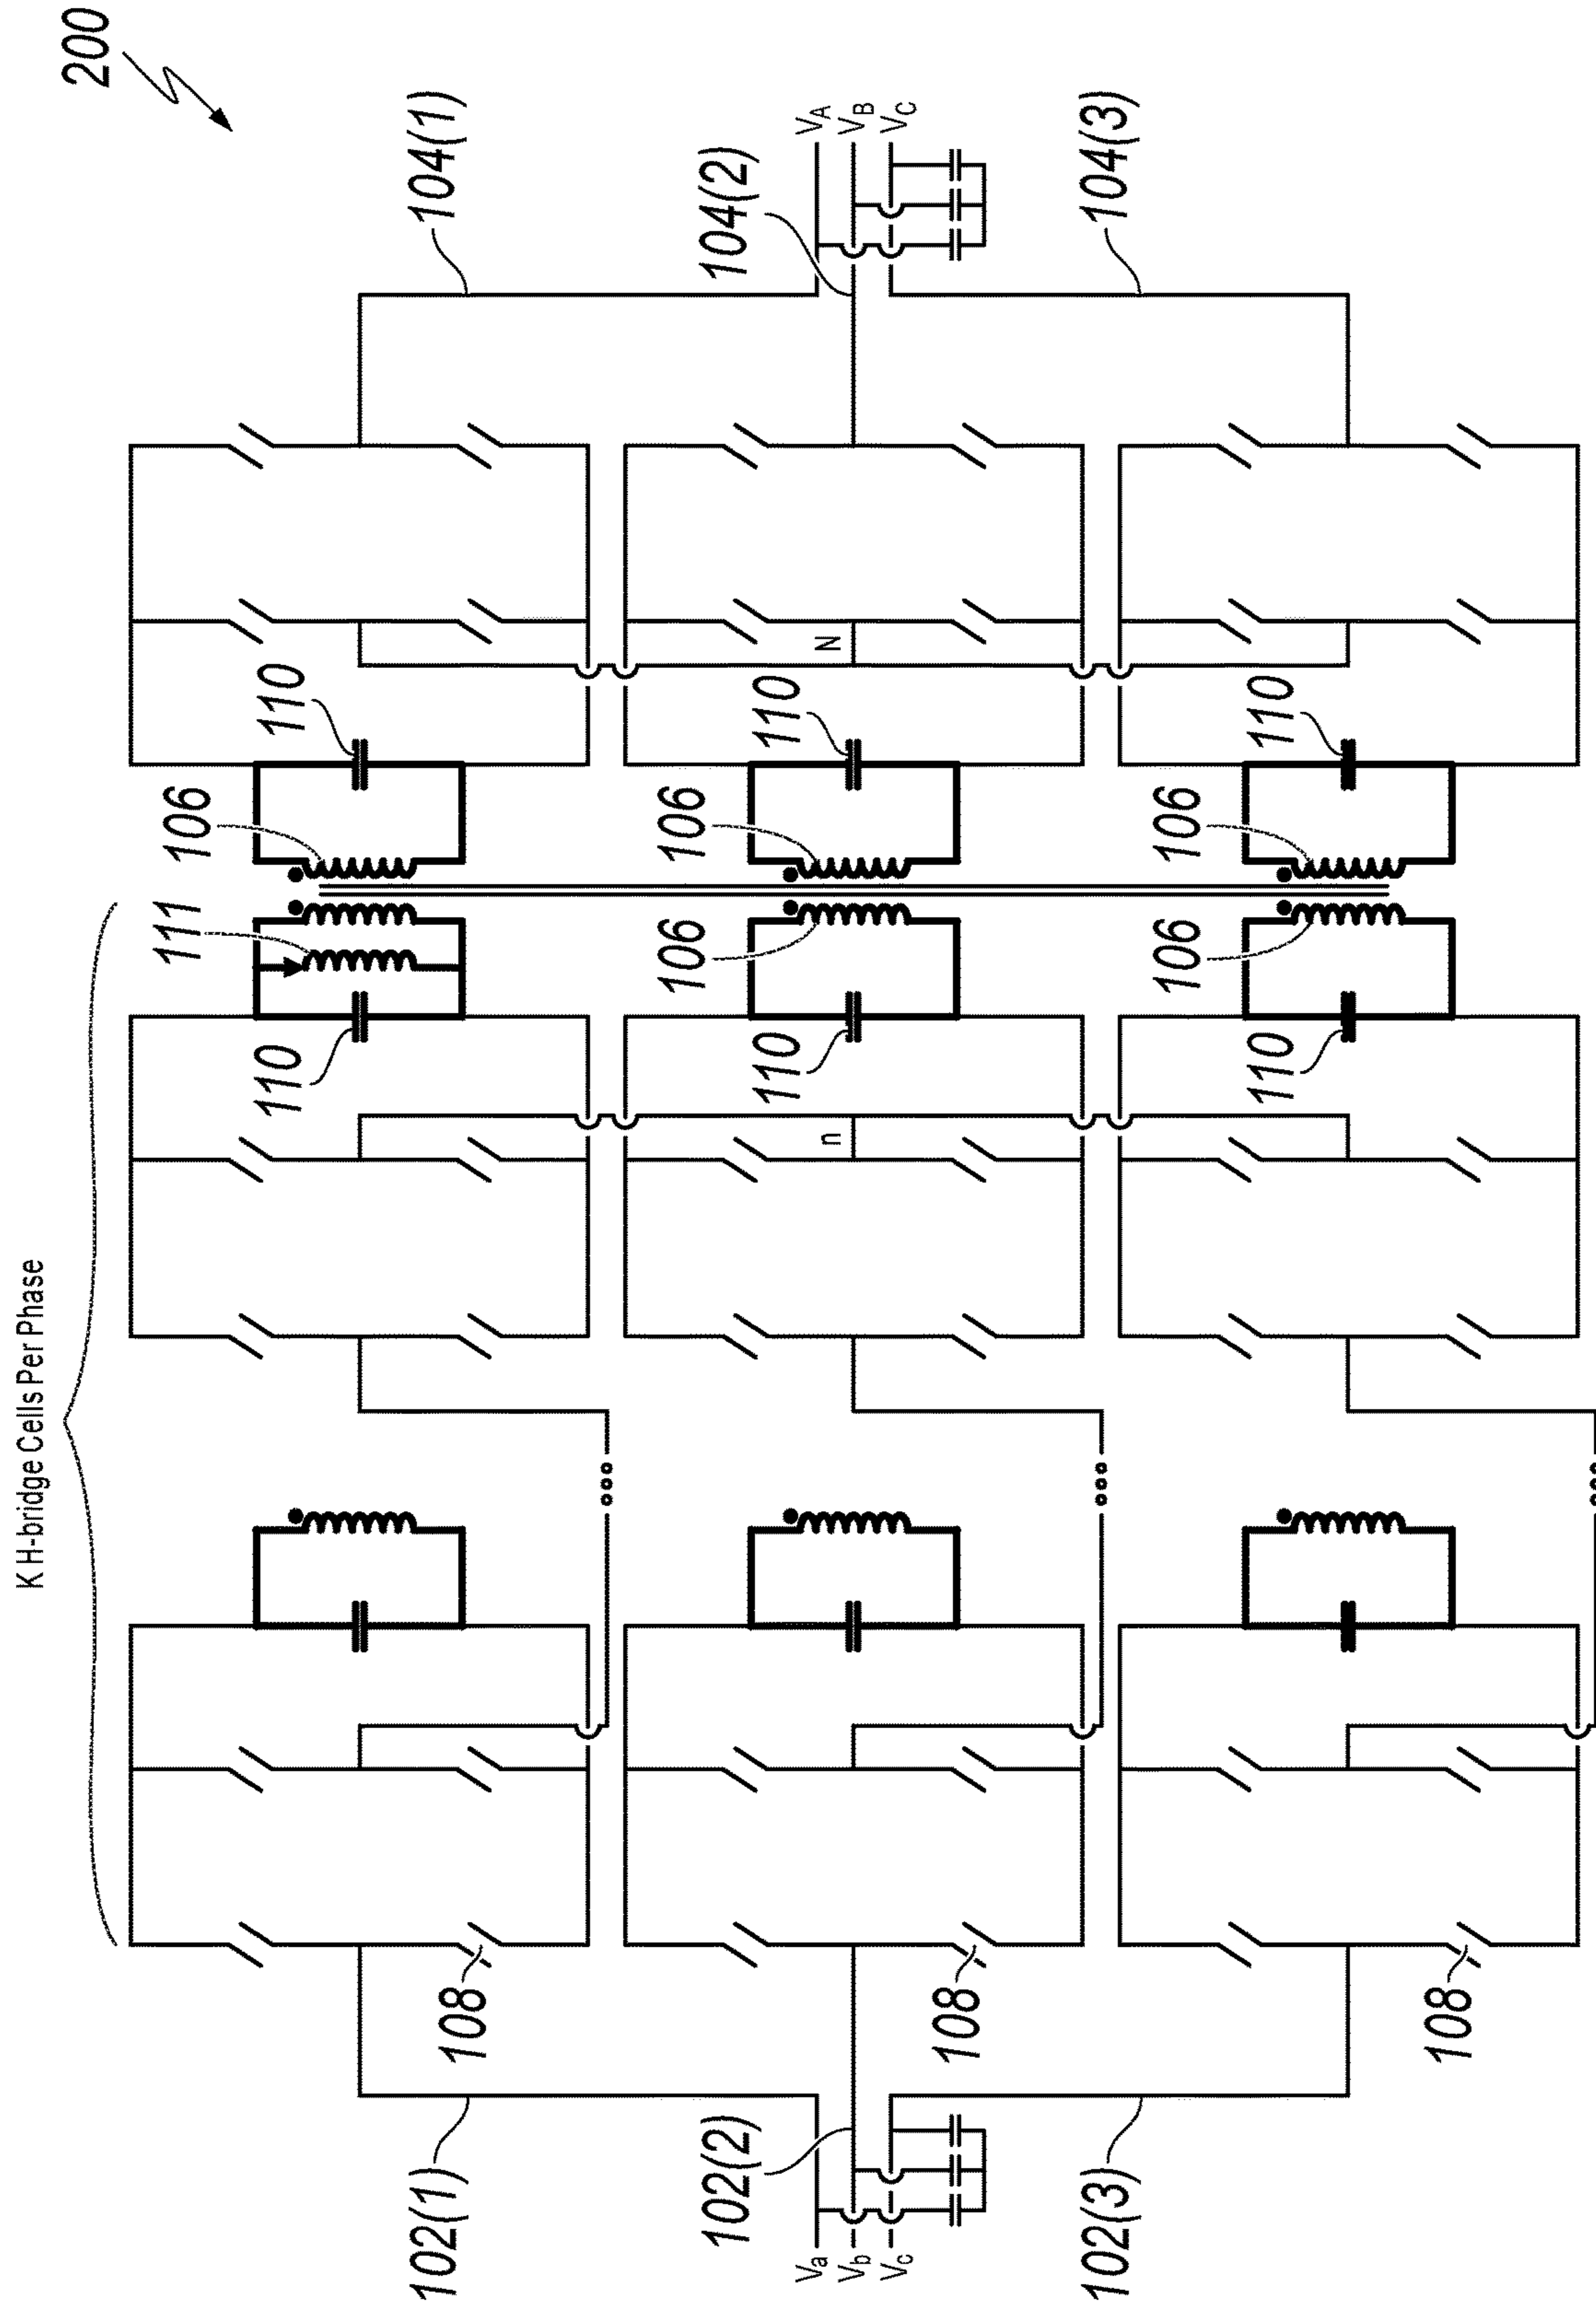 K H-bridge Cells Per Phase
200
111
106
110
110
102(1)
108
104(1)
106
106
102(2)
104(2)
110
110
Va
n
N
VA
Vb
VB
Vc
VC
108
102(3)
104(3)
106
106
110
110
108